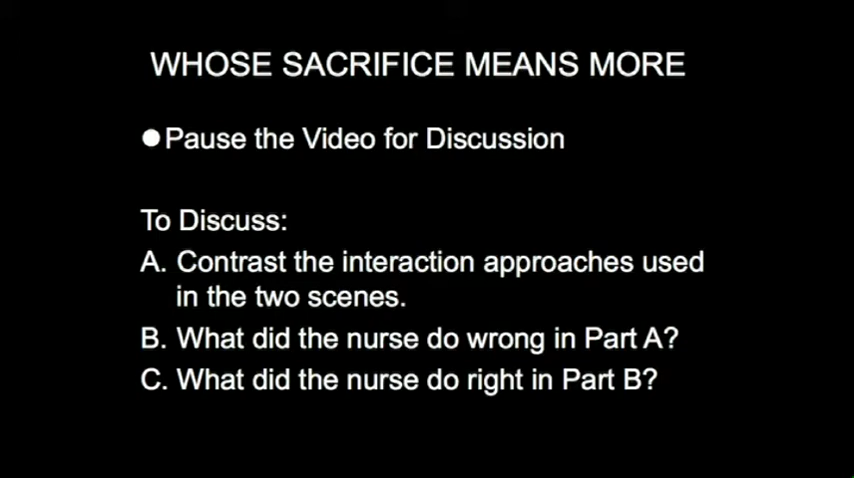 WHOSE SACRIFICE MEANS MORE
●Pause the Video for Discussion
To Discuss:
A. Contrast the interaction approaches used
in the two scenes.
B. What did the nurse do wrong in Part A?
C. What did the nurse do right in Part B?